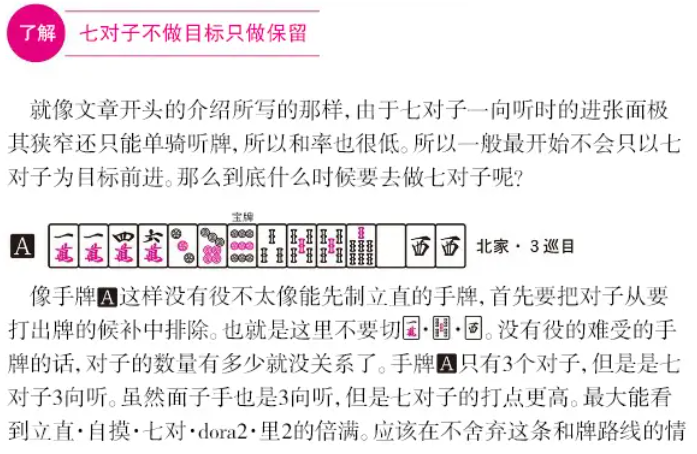 了解 七对子不做目标只做保留
就像文章开头的介绍所写的那样,由于七对子一向听时的进张面极
其狭窄还只能单骑听牌,所以和率也很低。所以一般最开始不会只以七
对子为目标前进。那么到底什么时候要去做七对子呢?
宝牌
A 一萬 一萬 四萬 六萬 西 西 北家·3巡目
像手牌A这样没有役不太像能先制立直的手牌,首先要把对子从要
打出牌的候补中排除。也就是这里不要切一萬· ·西。没有役的难受的手
牌的话,对子的数量有多少就没关系了。手牌A只有3个对子,但是是七
对子3向听。虽然面子手也是3向听,但是七对子的打点更高。最大能看
到立直·自摸·七对·dora2·里2的倍满。应该在不舍弃这条和牌路线的情